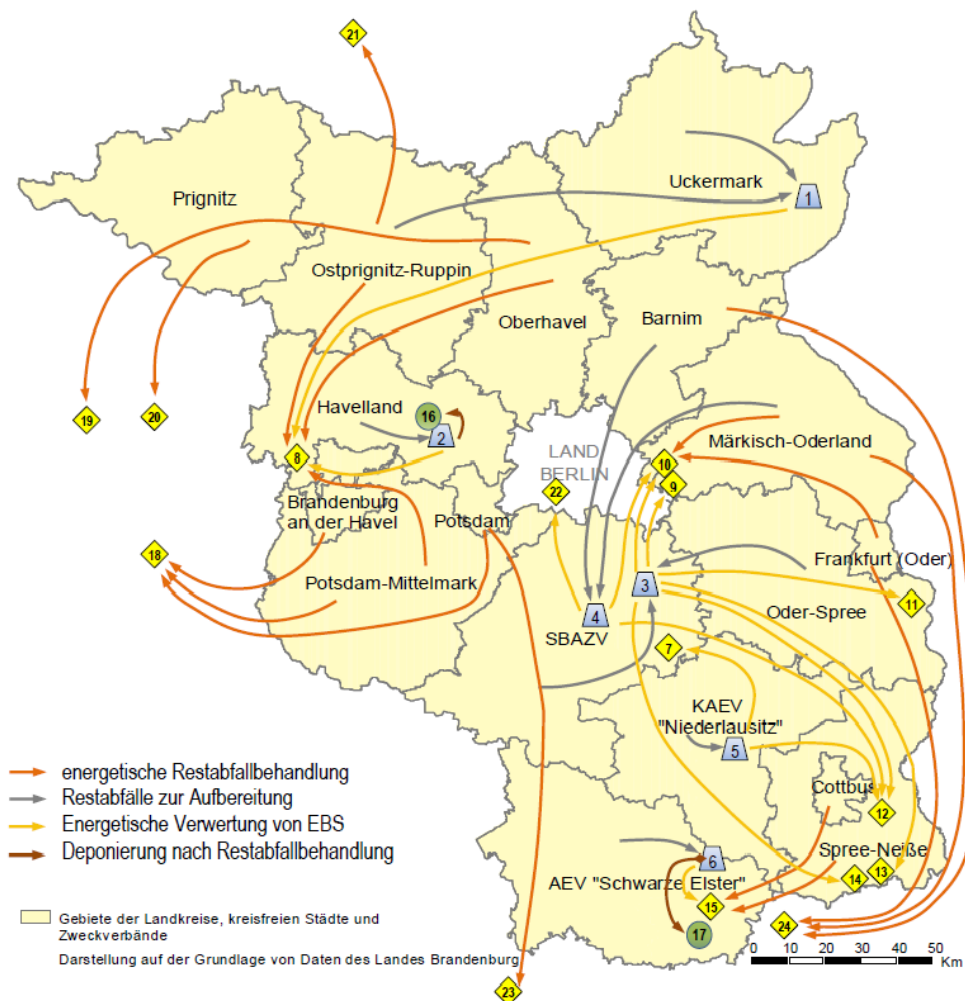 21
Uckermark
1
Prignitz
Ostprignitz-Ruppin
Oberhavel
Barnim
19
20
Havelland
16
2
8
LAND
BERLIN
22
10
9
Märkisch-Oderland
Brandenburg
an der Havel
Potsdam
18
Potsdam-Mittelmark
Frankfurt (Oder)
3
4
SBAZV
11
Oder-Spree
7
KAEV
"Niederlausitz"
5
Cottbus
12
Spree-Neiße
14
13
6
AEV "Schwarze Elster"
15
17
24
23
energetische Restabfallbehandlung
Restabfälle zur Aufbereitung
Energetische Verwertung von EBS
Deponierung nach Restabfallbehandlung
Gebiete der Landkreise, kreisfreien Städte und
Zweckverbände
Darstellung auf der Grundlage von Daten des Landes Brandenburg
0 10 20 30 40 50
Km